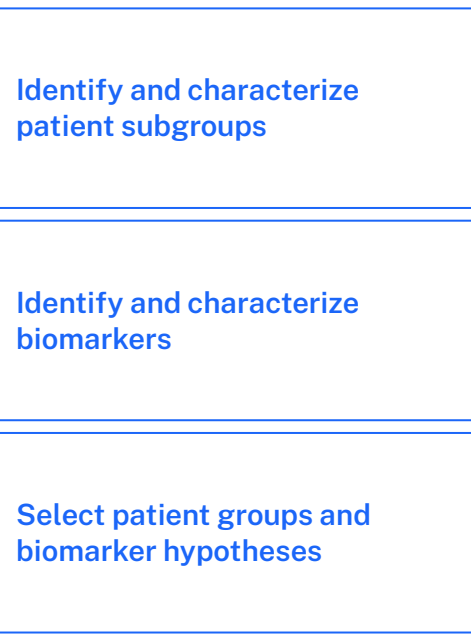 Identify and characterize
patient subgroups
Identify and characterize
biomarkers
Select patient groups and
biomarker hypotheses